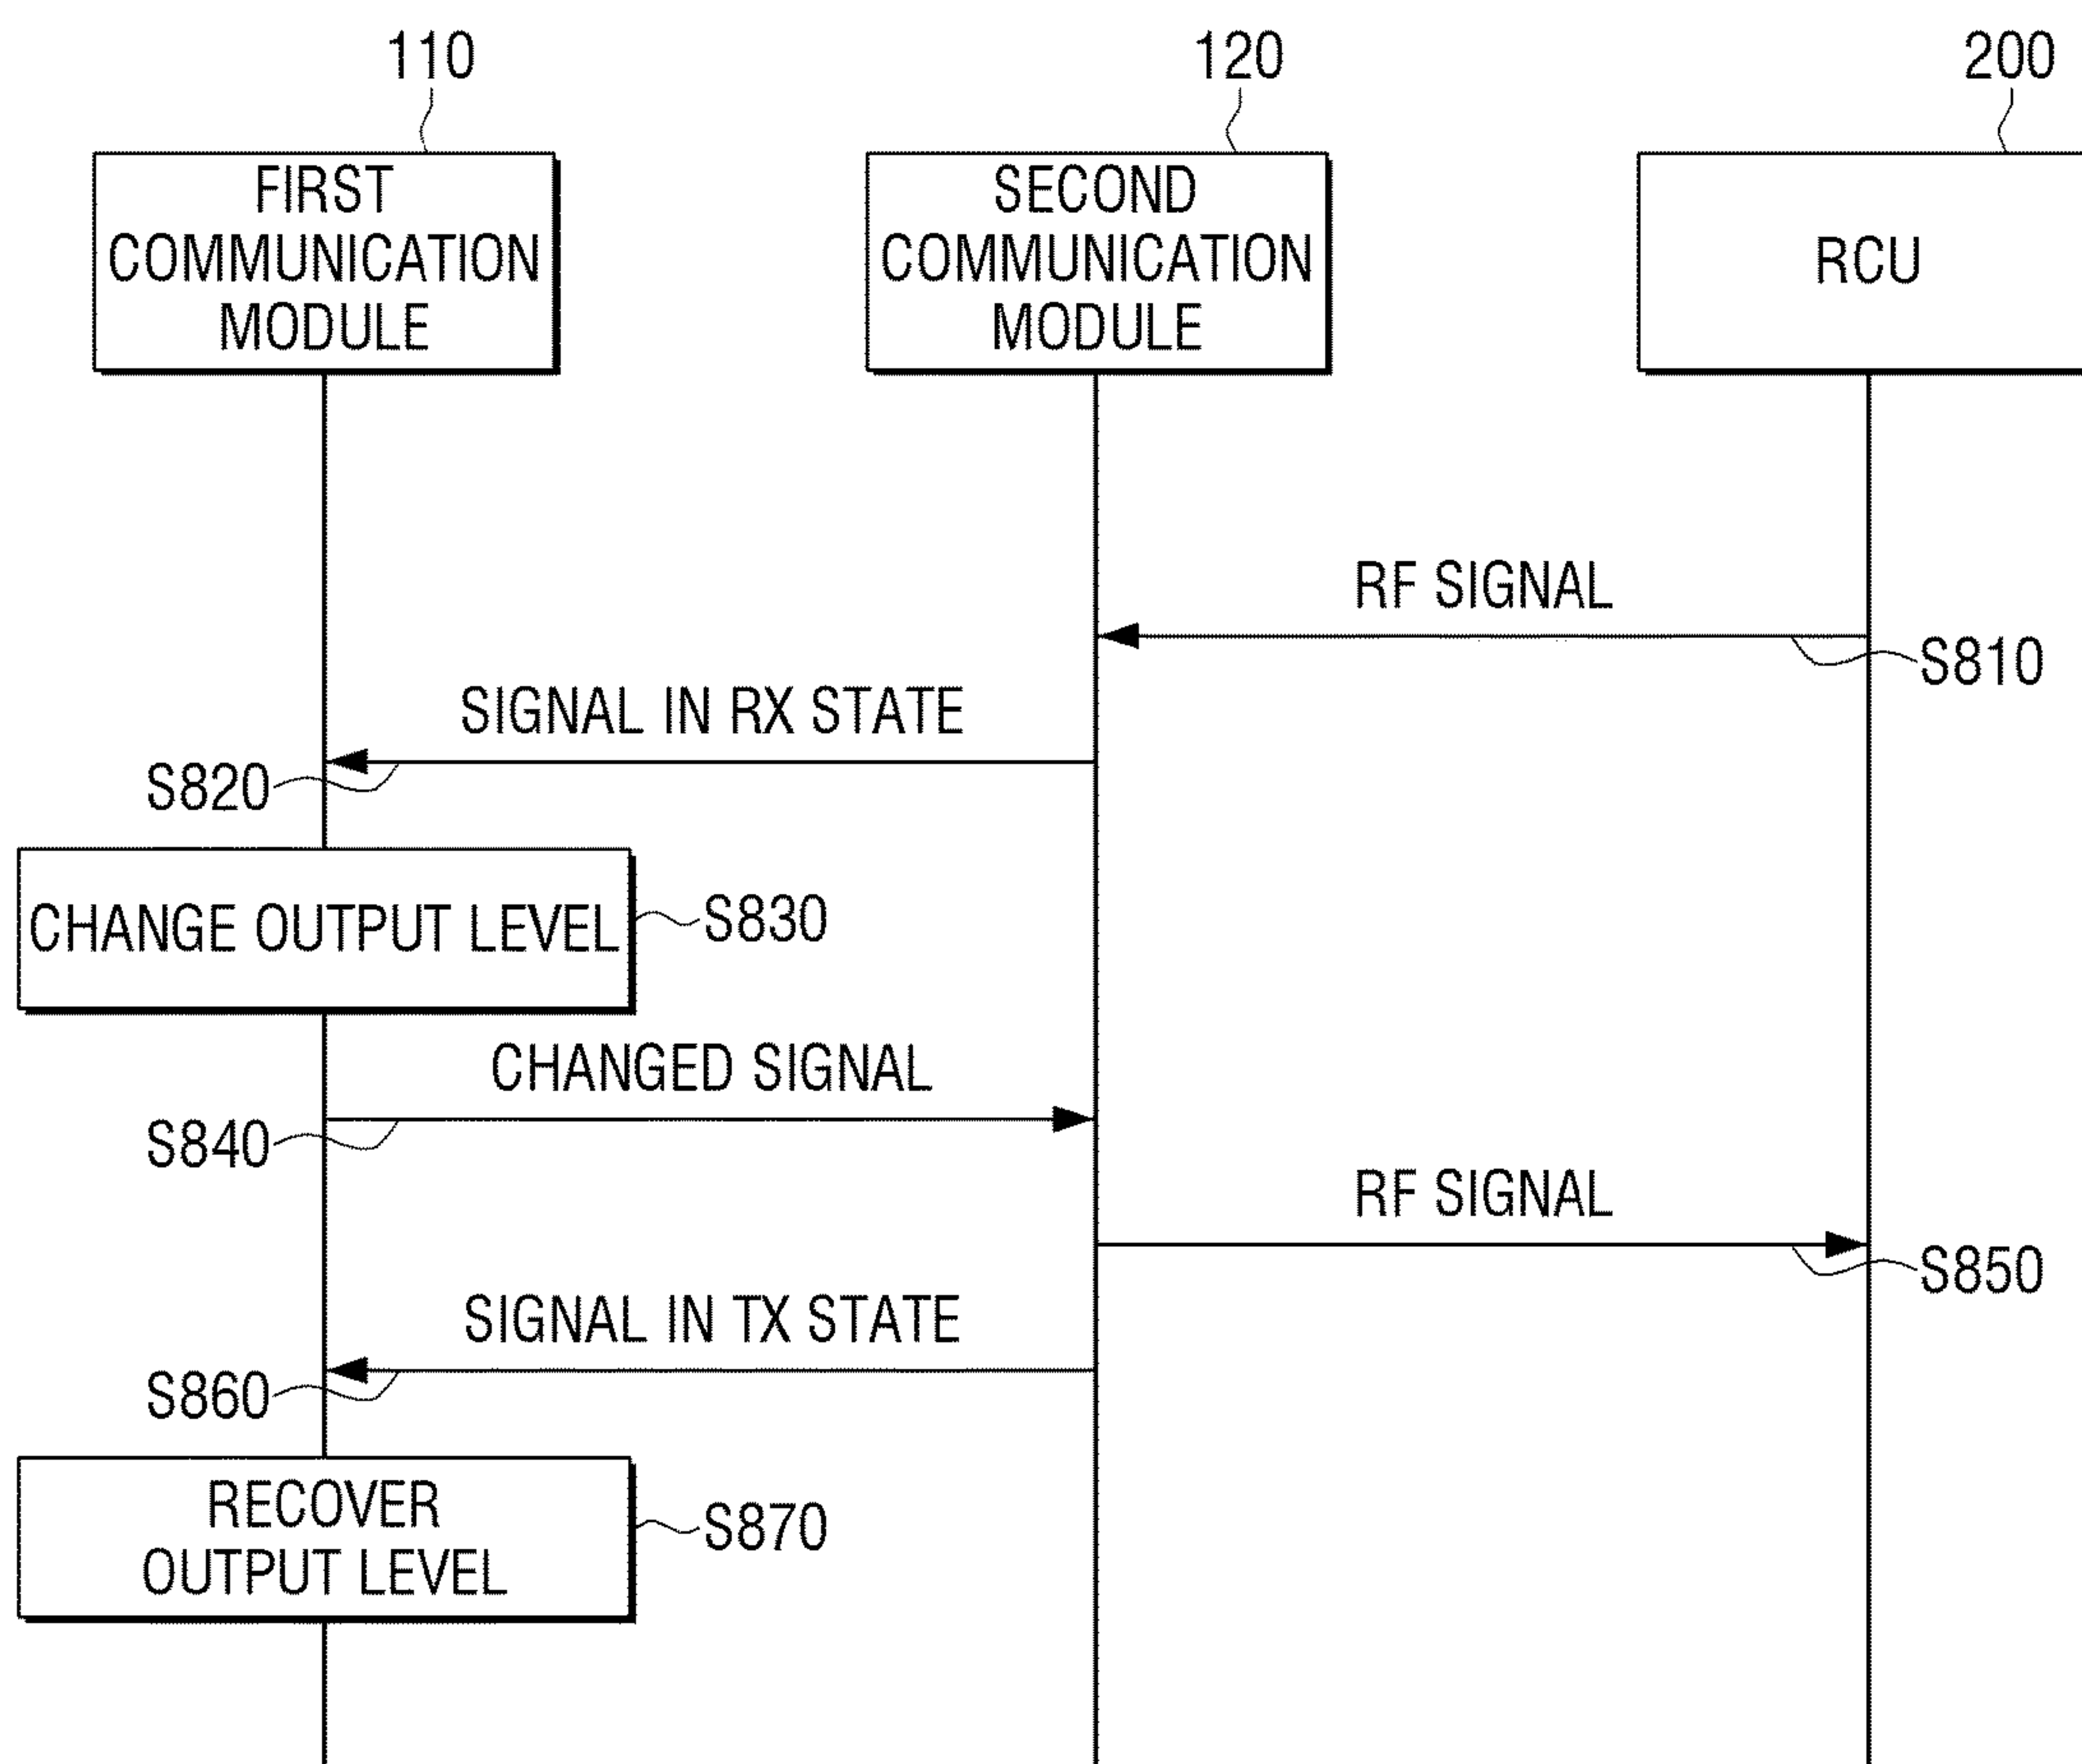 110
120
200
FIRST
COMMUNICATION
MODULE
SECOND
COMMUNICATION
MODULE
RCU
RF SIGNAL
S810
SIGNAL IN RX STATE
S820
CHANGE OUTPUT LEVEL
S830
CHANGED SIGNAL
S840
RF SIGNAL
S850
SIGNAL IN TX STATE
S860
RECOVER
OUTPUT LEVEL
S870